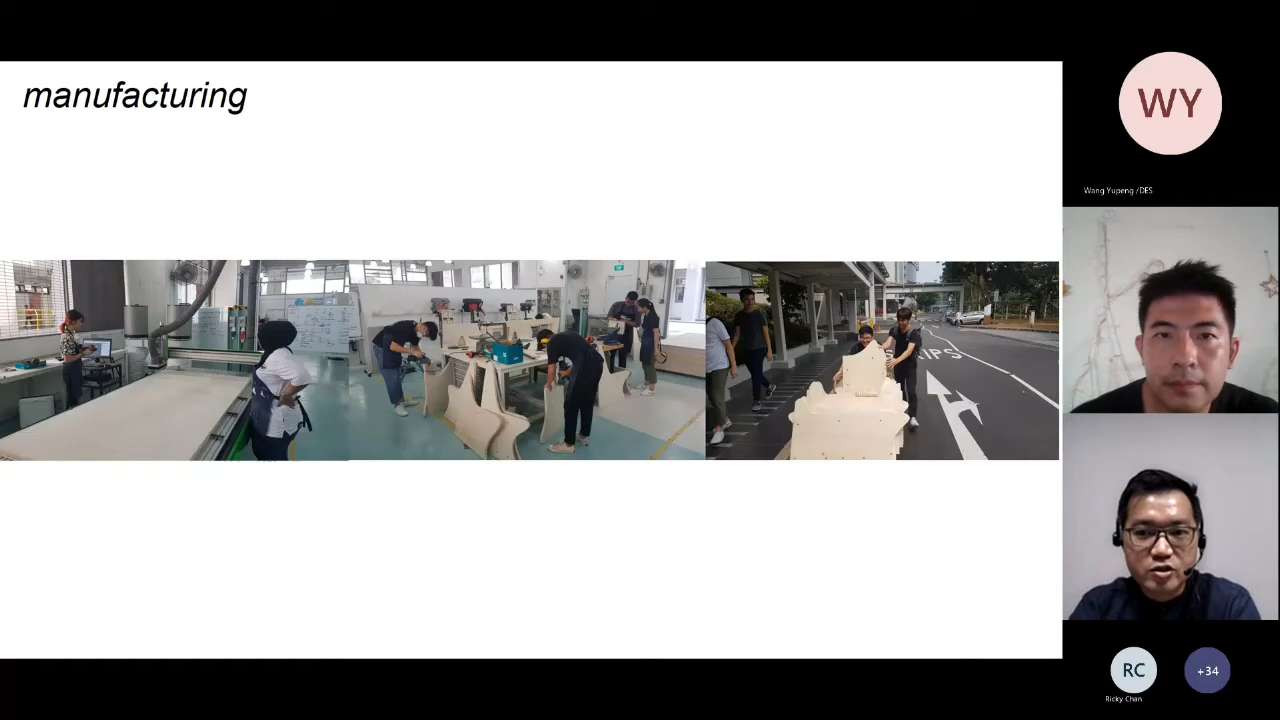 manufacturing
WY
Wang Yupeng /DES
RC
+34
Ricky Chan